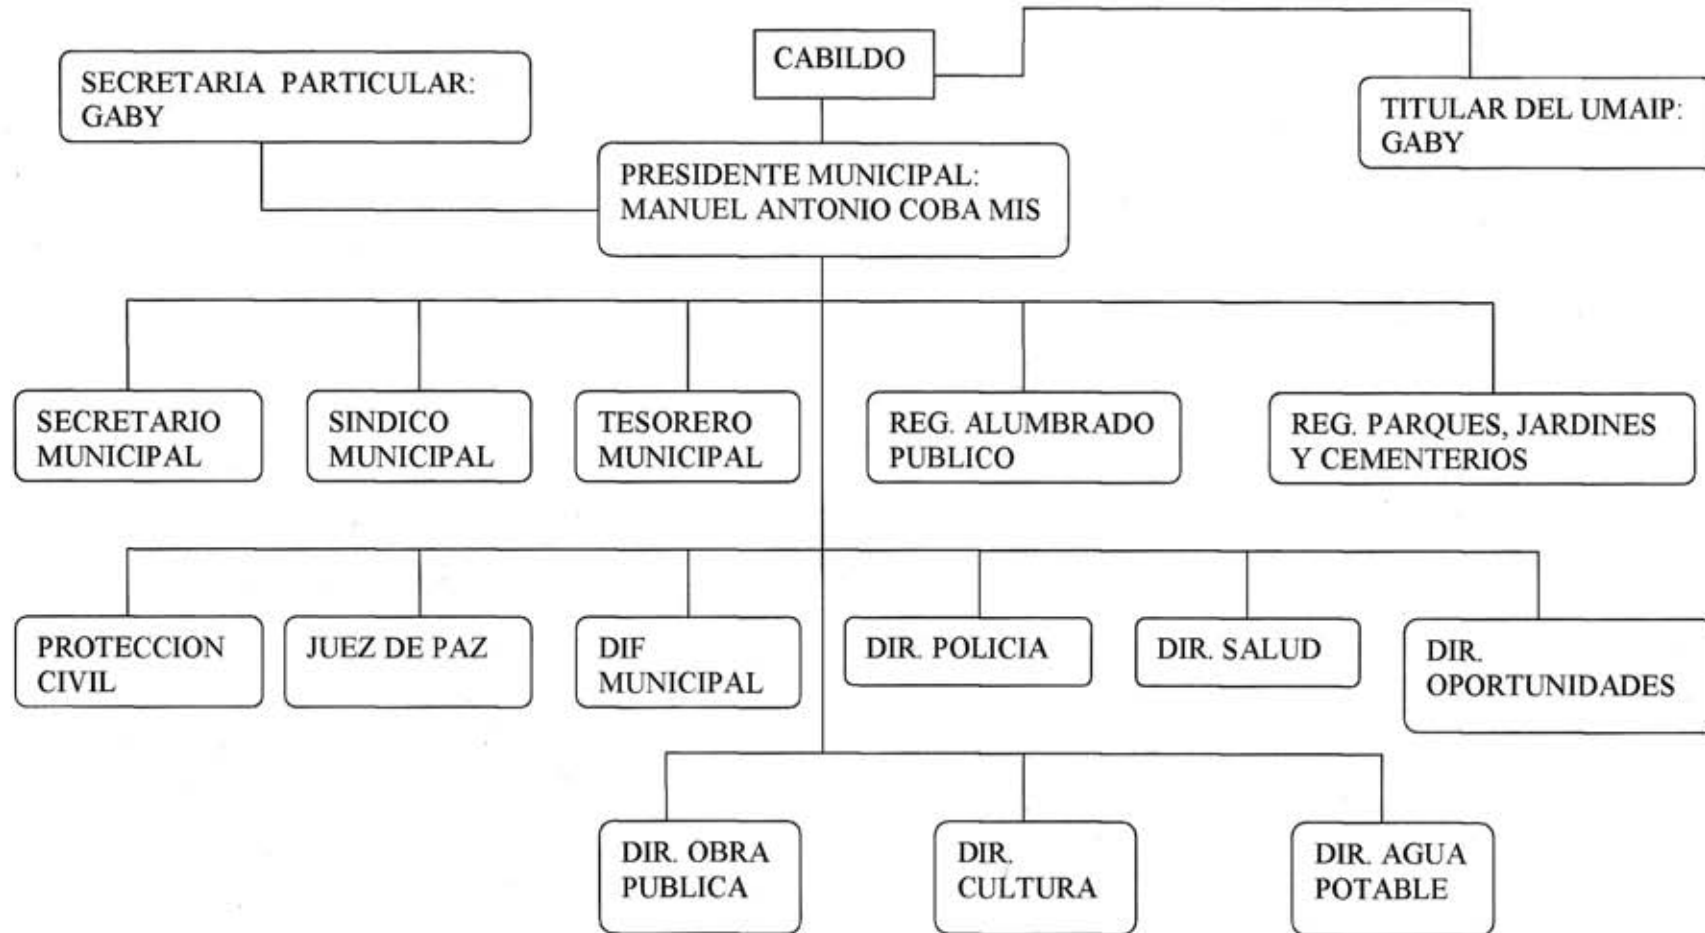 CABILDO
SECRETARIA PARTICULAR:
GABY
TITULAR DEL UMAIP:
GABY
PRESIDENTE MUNICIPAL:
MANUEL ANTONIO COBA MIS
SECRETARIO
MUNICIPAL
SINDICO
MUNICIPAL
TESORERO
MUNICIPAL
REG. ALUMBRADO
PUBLICO
REG. PARQUES, JARDINES
Y CEMENTERIOS
PROTECCION
CIVIL
JUEZ DE PAZ
DIF
MUNICIPAL
DIR. POLICIA
DIR. SALUD
DIR.
OPORTUNIDADES
DIR. OBRA
PUBLICA
DIR.
CULTURA
DIR. AGUA
POTABLE